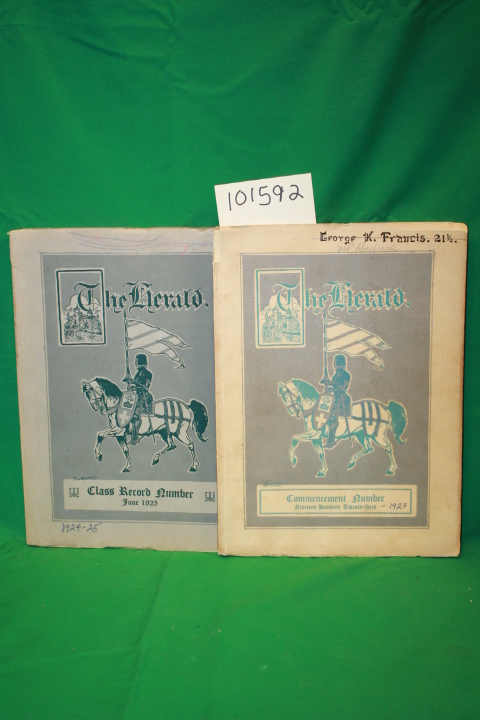 101592
The Herald.
Class Record Number
June 1925
1924-25
George K. Francis. 21½.
The Herald.
Commencement Number
Nineteen Hundred Twenty-three - 1923